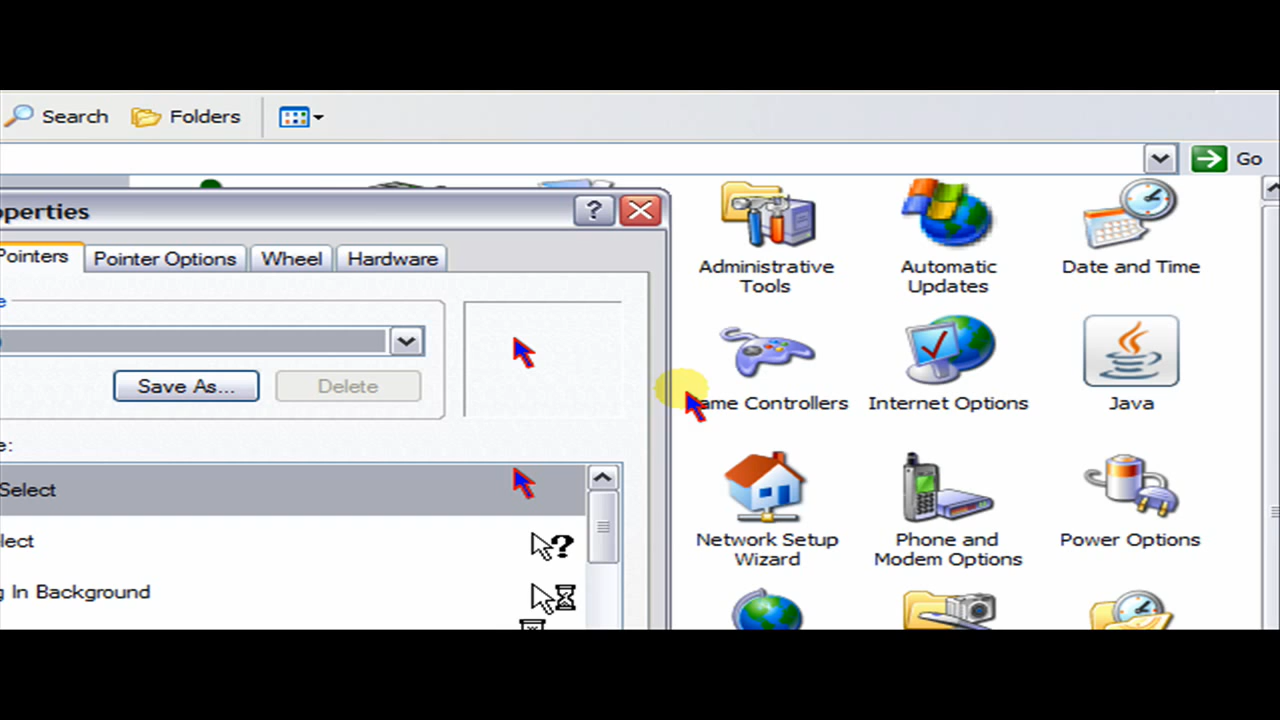 Search
Folders
Go
operties
Pointers
Pointer Options
Wheel
Hardware
e
Save As...
Delete
e:
Select
lect
g In Background
Administrative
Tools
Automatic
Updates
Date and Time
ame Controllers
Internet Options
Java
Network Setup
Wizard
Phone and
Modem Options
Power Options